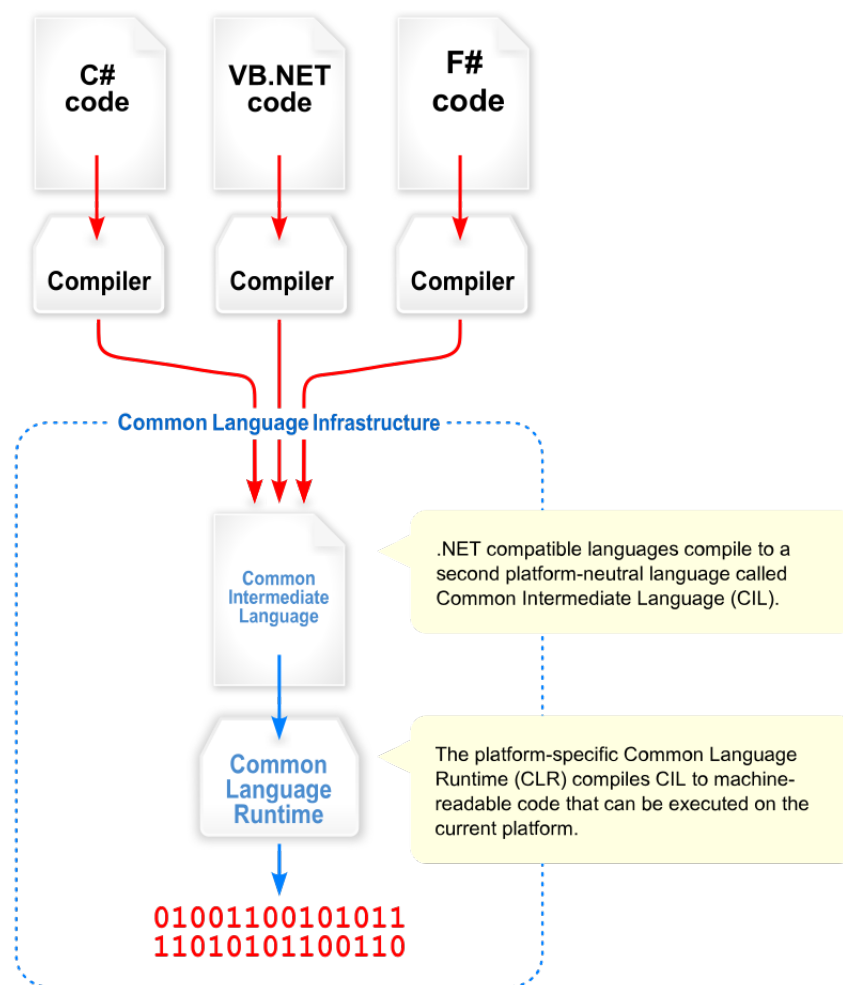 C#
code
VB.NET
code
F#
code
Compiler
Compiler
Compiler
Common Language Infrastructure
Common
Intermediate
Language
.NET compatible languages compile to a
second platform-neutral language called
Common Intermediate Language (CIL).
Common
Language
Runtime
The platform-specific Common Language
Runtime (CLR) compiles CIL to machine-
readable code that can be executed on the
current platform.
01001100101011
11010101100110